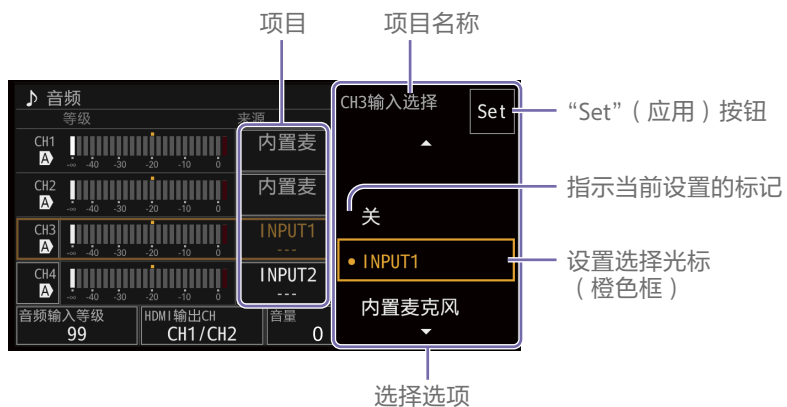 项目
项目名称
♪ 音频
等级
来源
CH1
A
-∞ -40 -30 -20 -10 0
内置麦
CH2
A
-∞ -40 -30 -20 -10 0
内置麦
CH3
A
-∞ -40 -30 -20 -10 0
INPUT1
---
CH4
A
-∞ -40 -30 -20 -10 0
INPUT2
---
音频输入等级
99
HDMI输出CH
CH1/CH2
音量
0
CH3输入选择
Set
关
• INPUT1
内置麦克风
“Set”（应用）按钮
指示当前设置的标记
设置选择光标
（橙色框）
选择选项